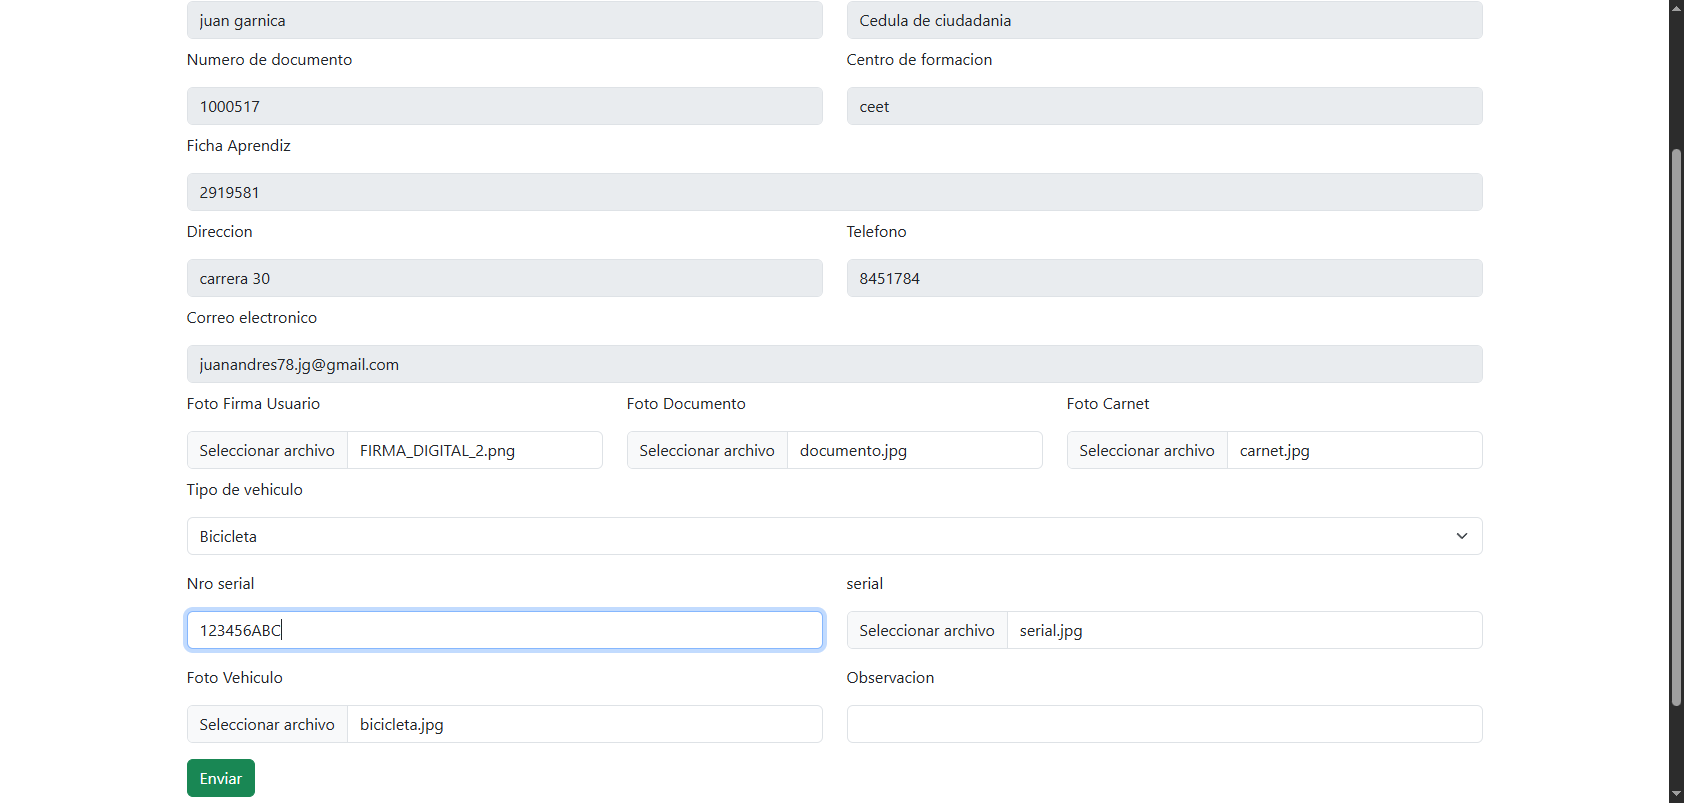 juan garnica Cedula de ciudadania
Numero de documento Centro de formacion
1000517 ceet
Ficha Aprendiz
2919581
Direccion Telefono
carrera 30 8451784
Correo electronico
juanandres78.jg@gmail.com
Foto Firma Usuario Foto Documento Foto Carnet
Seleccionar archivo FIRMA_DIGITAL_2.png Seleccionar archivo documento.jpg Seleccionar archivo carnet.jpg
Tipo de vehiculo
Bicicleta
Nro serial serial
123456ABC Seleccionar archivo serial.jpg
Foto Vehiculo Observacion
Seleccionar archivo bicicleta.jpg
Enviar